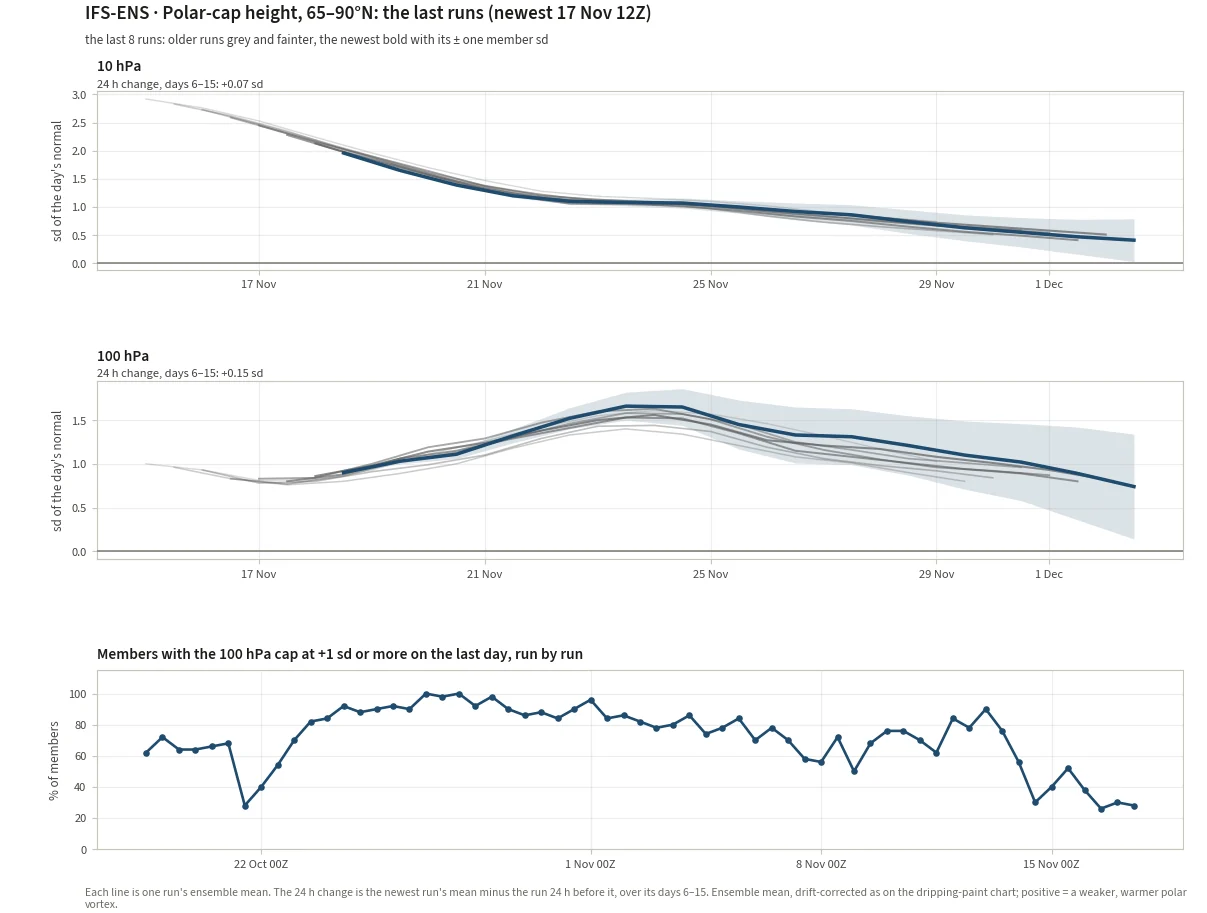 IFS-ENS · Polar-cap height, 65–90°N: the last runs (newest 17 Nov 12Z)
the last 8 runs: older runs grey and fainter, the newest bold with its ± one member sd
10 hPa
24 h change, days 6–15: +0.07 sd
sd of the day's normal
3.0
2.5
2.0
1.5
1.0
0.5
0.0
17 Nov 21 Nov 25 Nov 29 Nov 1 Dec
100 hPa
24 h change, days 6–15: +0.15 sd
sd of the day's normal
1.5
1.0
0.5
0.0
17 Nov 21 Nov 25 Nov 29 Nov 1 Dec
Members with the 100 hPa cap at +1 sd or more on the last day, run by run
% of members
100
80
60
40
20
0
22 Oct 00Z 1 Nov 00Z 8 Nov 00Z 15 Nov 00Z
Each line is one run's ensemble mean. The 24 h change is the newest run's mean minus the run 24 h before it, over its days 6–15. Ensemble mean, drift-corrected as on the dripping-paint chart; positive = a weaker, warmer polar
vortex.